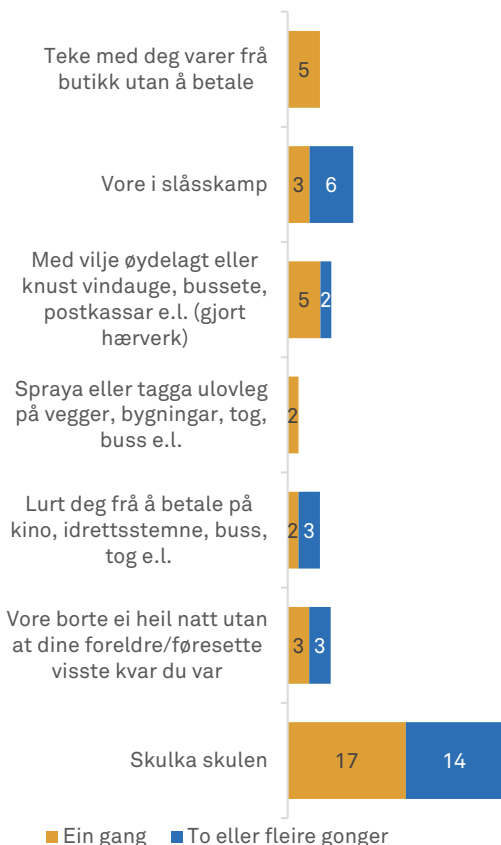 Teke med deg varer frå
butikk utan å betale
5
Vore i slåsskamp
3 6
Med vilje øydelagt eller
knust vindauge, bussete,
postkassar e.l. (gjort
hærverk)
5 2
Spraya eller tagga ulovleg
på vegger, bygningar, tog,
buss e.l.
2
Lurt deg frå å betale på
kino, idrettsstemne, buss,
tog e.l.
2 3
Vore borte ei heil natt utan
at dine foreldre/føresette
visste kvar du var
3 3
Skulka skulen
17 14
Ein gang To eller fleire gonger